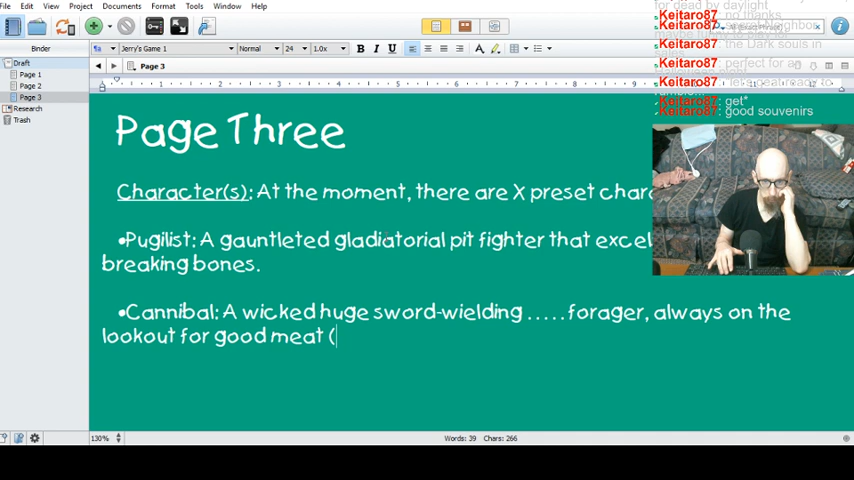 File Edit View Project Documents Format Tools Window Help
Binder
Jerry's Game 1 Normal 24 1.0x B I U
Draft
Page 1
Page 2
Page 3
Research
Trash
Page 3
Page Three
Character(s): At the moment, there are X preset
•Pugilist: A gauntleted gladiatorial pit fighter that
breaking bones.
•Cannibal: A wicked huge sword-wielding .....forager, always on the
lookout for good meat (
130% Words: 39 Chars: 266
for dead by daylight
Keitaro87: no thanks
Keitaro87: the Dark souls in
Keitaro87: perfect for a
Keitaro87: get*
Keitaro87: good souvenirs